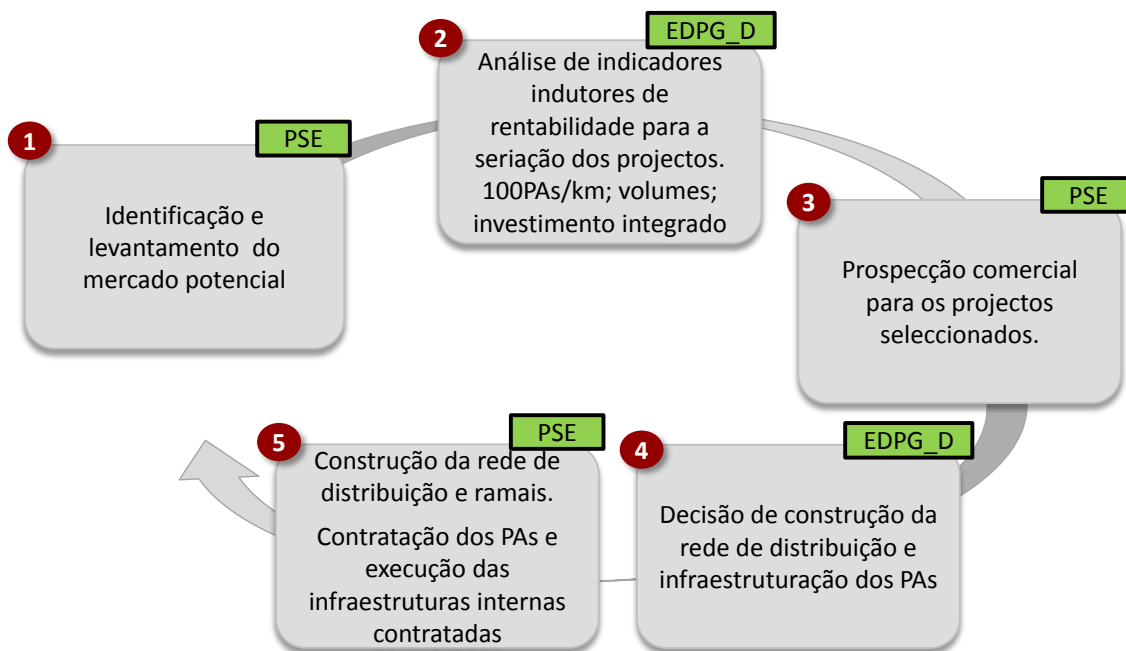 1
PSE
Identificação e
levantamento do
mercado potencial
2
EDPG_D
Análise de indicadores
indutores de
rentabilidade para a
seriação dos projectos.
100PAs/km; volumes;
investimento integrado
3
PSE
Prospecção comercial
para os projectos
seleccionados.
4
EDPG_D
Decisão de construção da
rede de distribuição e
infraestruturação dos PAs
5
PSE
Construção da rede de
distribuição e ramais.
Contratação dos PAs e
execução das
infraestruturas internas
contratadas